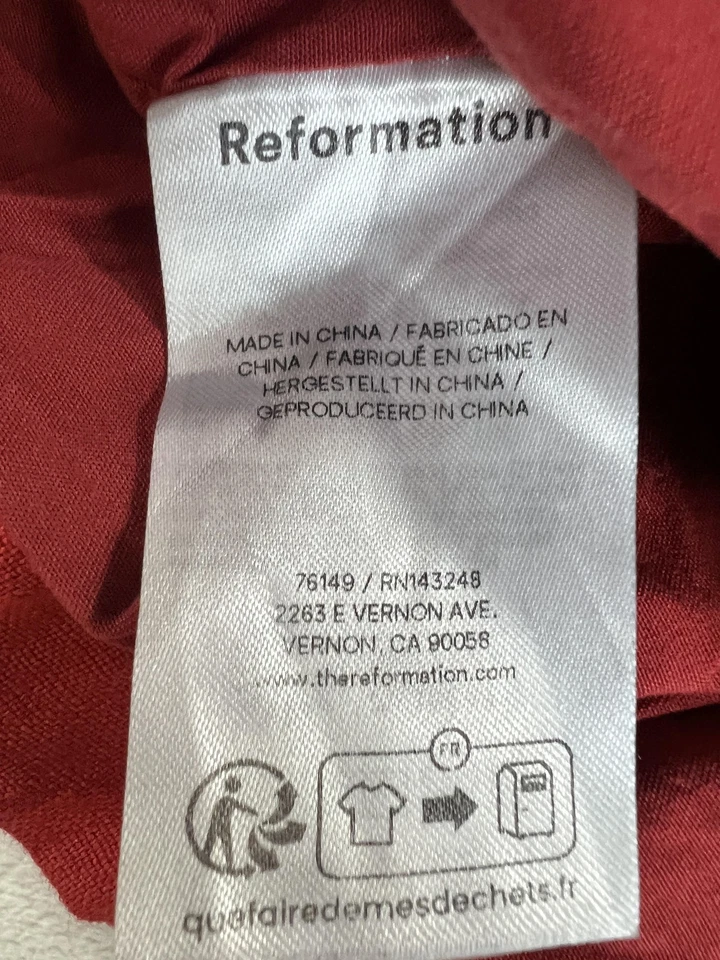 Reformation
MADE IN CHINA / FABRICADO EN
CHINA / FABRIQUÉ EN CHINE /
HERGESTELLT IN CHINA /
GEPRODUCEERD IN CHINA
76149 / RN143248
2263 E VERNON AVE.
VERNON, CA 90058
www.thereformation.com
FR
quefairedemesdechets.fr